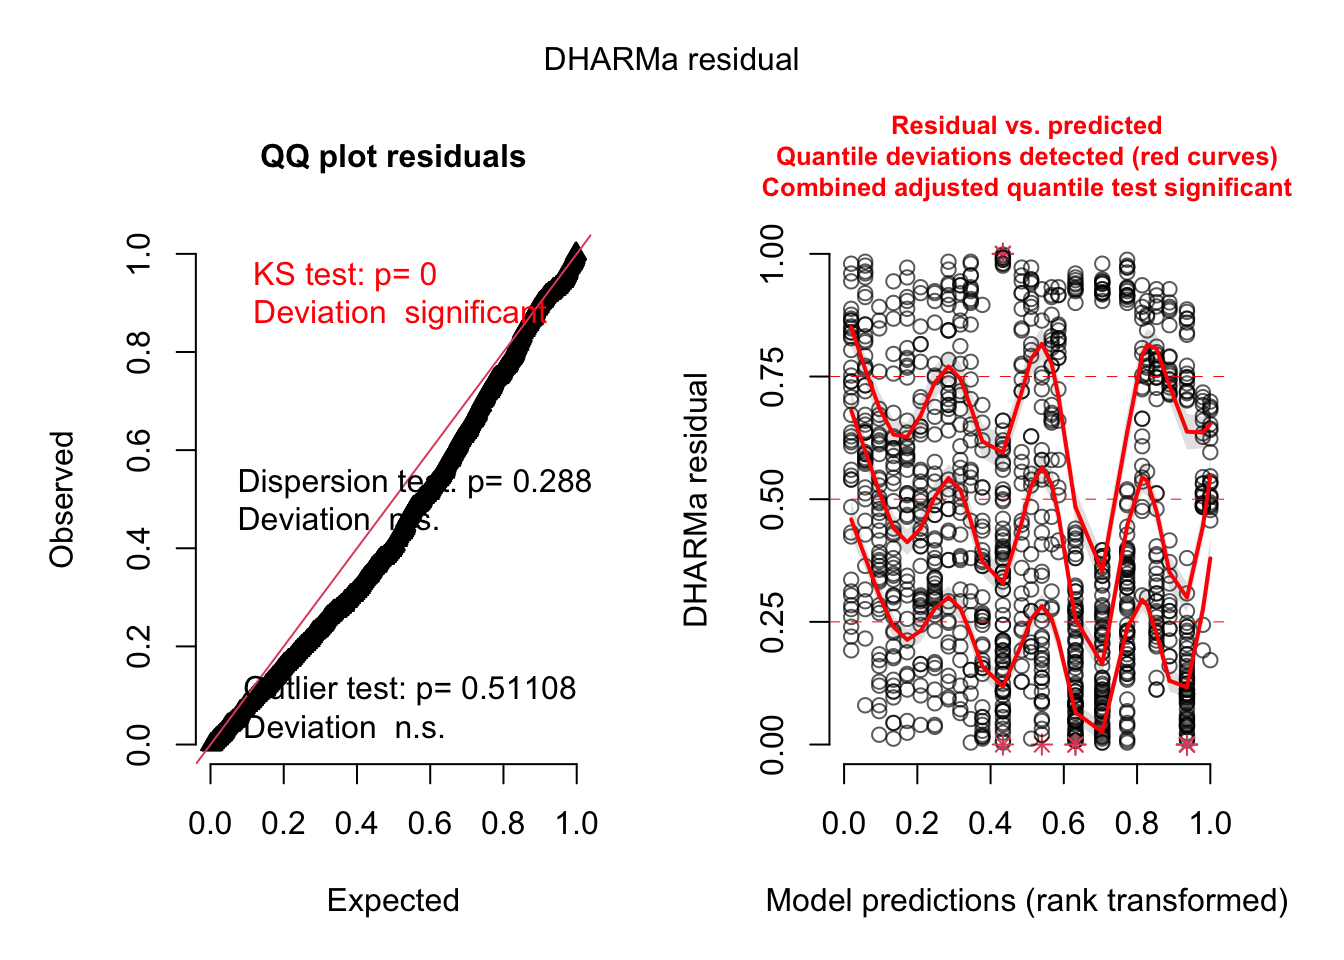 DHARMa residual
QQ plot residuals
KS test: p= 0
Deviation  significant
Dispersion test: p= 0.288
Deviation  n.s.
Outlier test: p= 0.51108
Deviation  n.s.
Observed
0.0 0.2 0.4 0.6 0.8 1.0
0.0 0.2 0.4 0.6 0.8 1.0
Expected
Residual vs. predicted
Quantile deviations detected (red curves)
Combined adjusted quantile test significant
DHARMa residual
0.00 0.25 0.50 0.75 1.00
0.0 0.2 0.4 0.6 0.8 1.0
Model predictions (rank transformed)